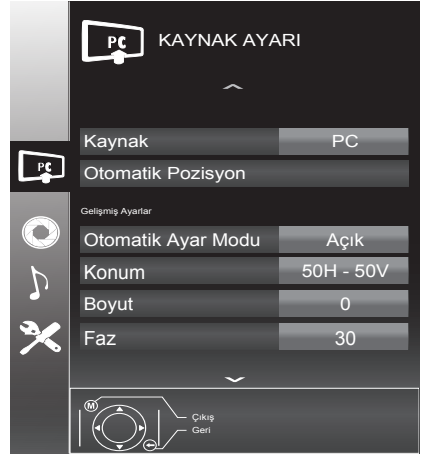 PC KAYNAK AYARI
Kaynak PC
PC
Otomatik Pozisyon
Gelişmiş Ayarlar
Otomatik Ayar Modu Açık
Konum 50H - 50V
Boyut 0
Faz 30
M
Çıkış
Geri